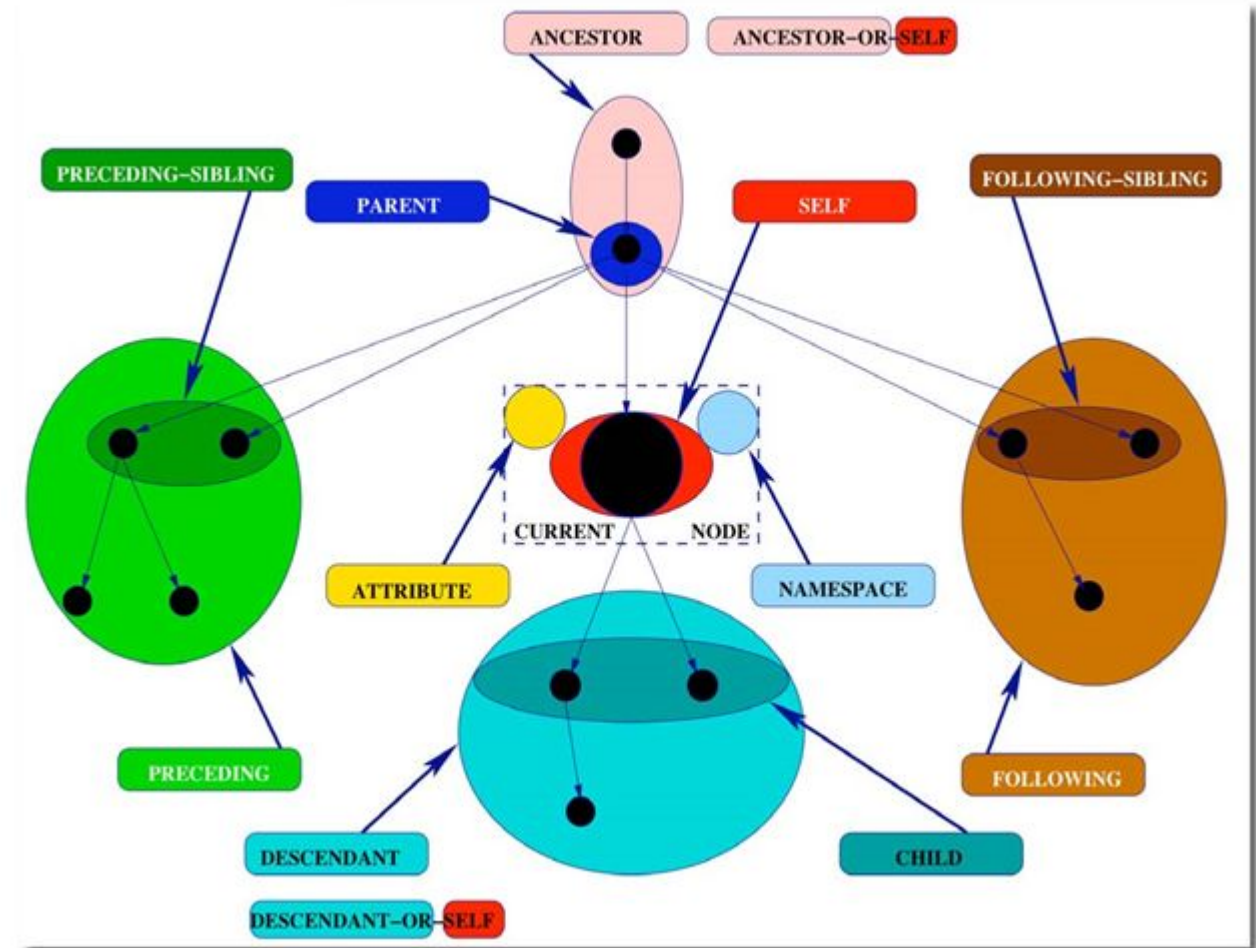 ANCESTOR
ANCESTOR-OR-SELF
PRECEDING-SIBLING
FOLLOWING-SIBLING
PARENT
SELF
CURRENT NODE
ATTRIBUTE
NAMESPACE
PRECEDING
FOLLOWING
DESCENDANT
CHILD
DESCENDANT-OR-SELF